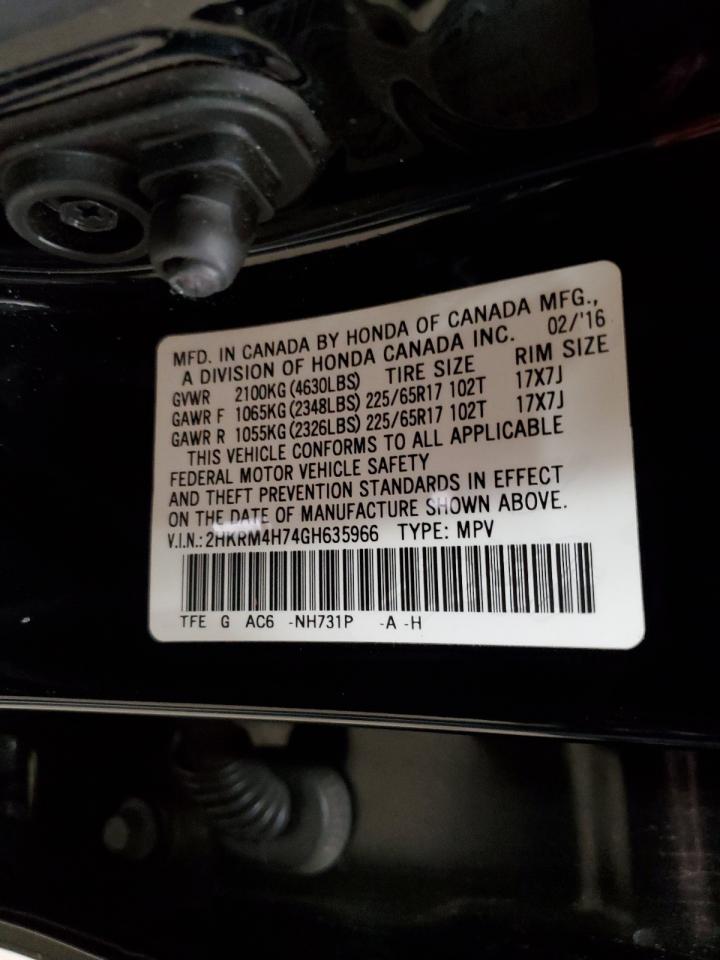 MFD. IN CANADA BY HONDA OF CANADA MFG.,
A DIVISION OF HONDA CANADA INC. 02/'16
GVWR 2100KG (4630LBS) TIRE SIZE RIM SIZE
GAWR F 1065KG (2348LBS) 225/65R17 102T 17X7J
GAWR R 1055KG (2326LBS) 225/65R17 102T 17X7J
THIS VEHICLE CONFORMS TO ALL APPLICABLE
FEDERAL MOTOR VEHICLE SAFETY
AND THEFT PREVENTION STANDARDS IN EFFECT
ON THE DATE OF MANUFACTURE SHOWN ABOVE.
V.I.N.: 2HKRM4H74GH635966 TYPE: MPV
TFE G AC6 -NH731P -A -H